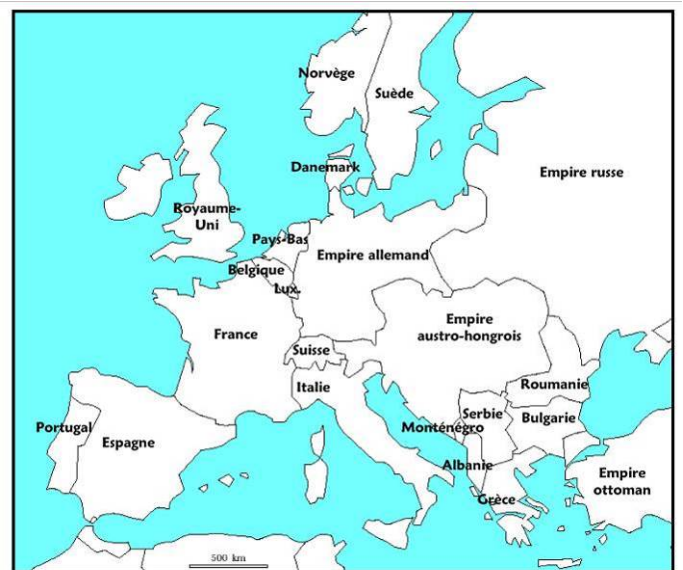 Norvège
Suède
Danemark
Empire russe
Royaume-
Uni
Pays-Bas
Empire allemand
Belgique
Lux.
France
Empire
austro-hongrois
Suisse
Italie
Roumanie
Serbie
Bulgarie
Monténégro
Portugal
Espagne
Albanie
Empire
ottoman
Grèce
500 km